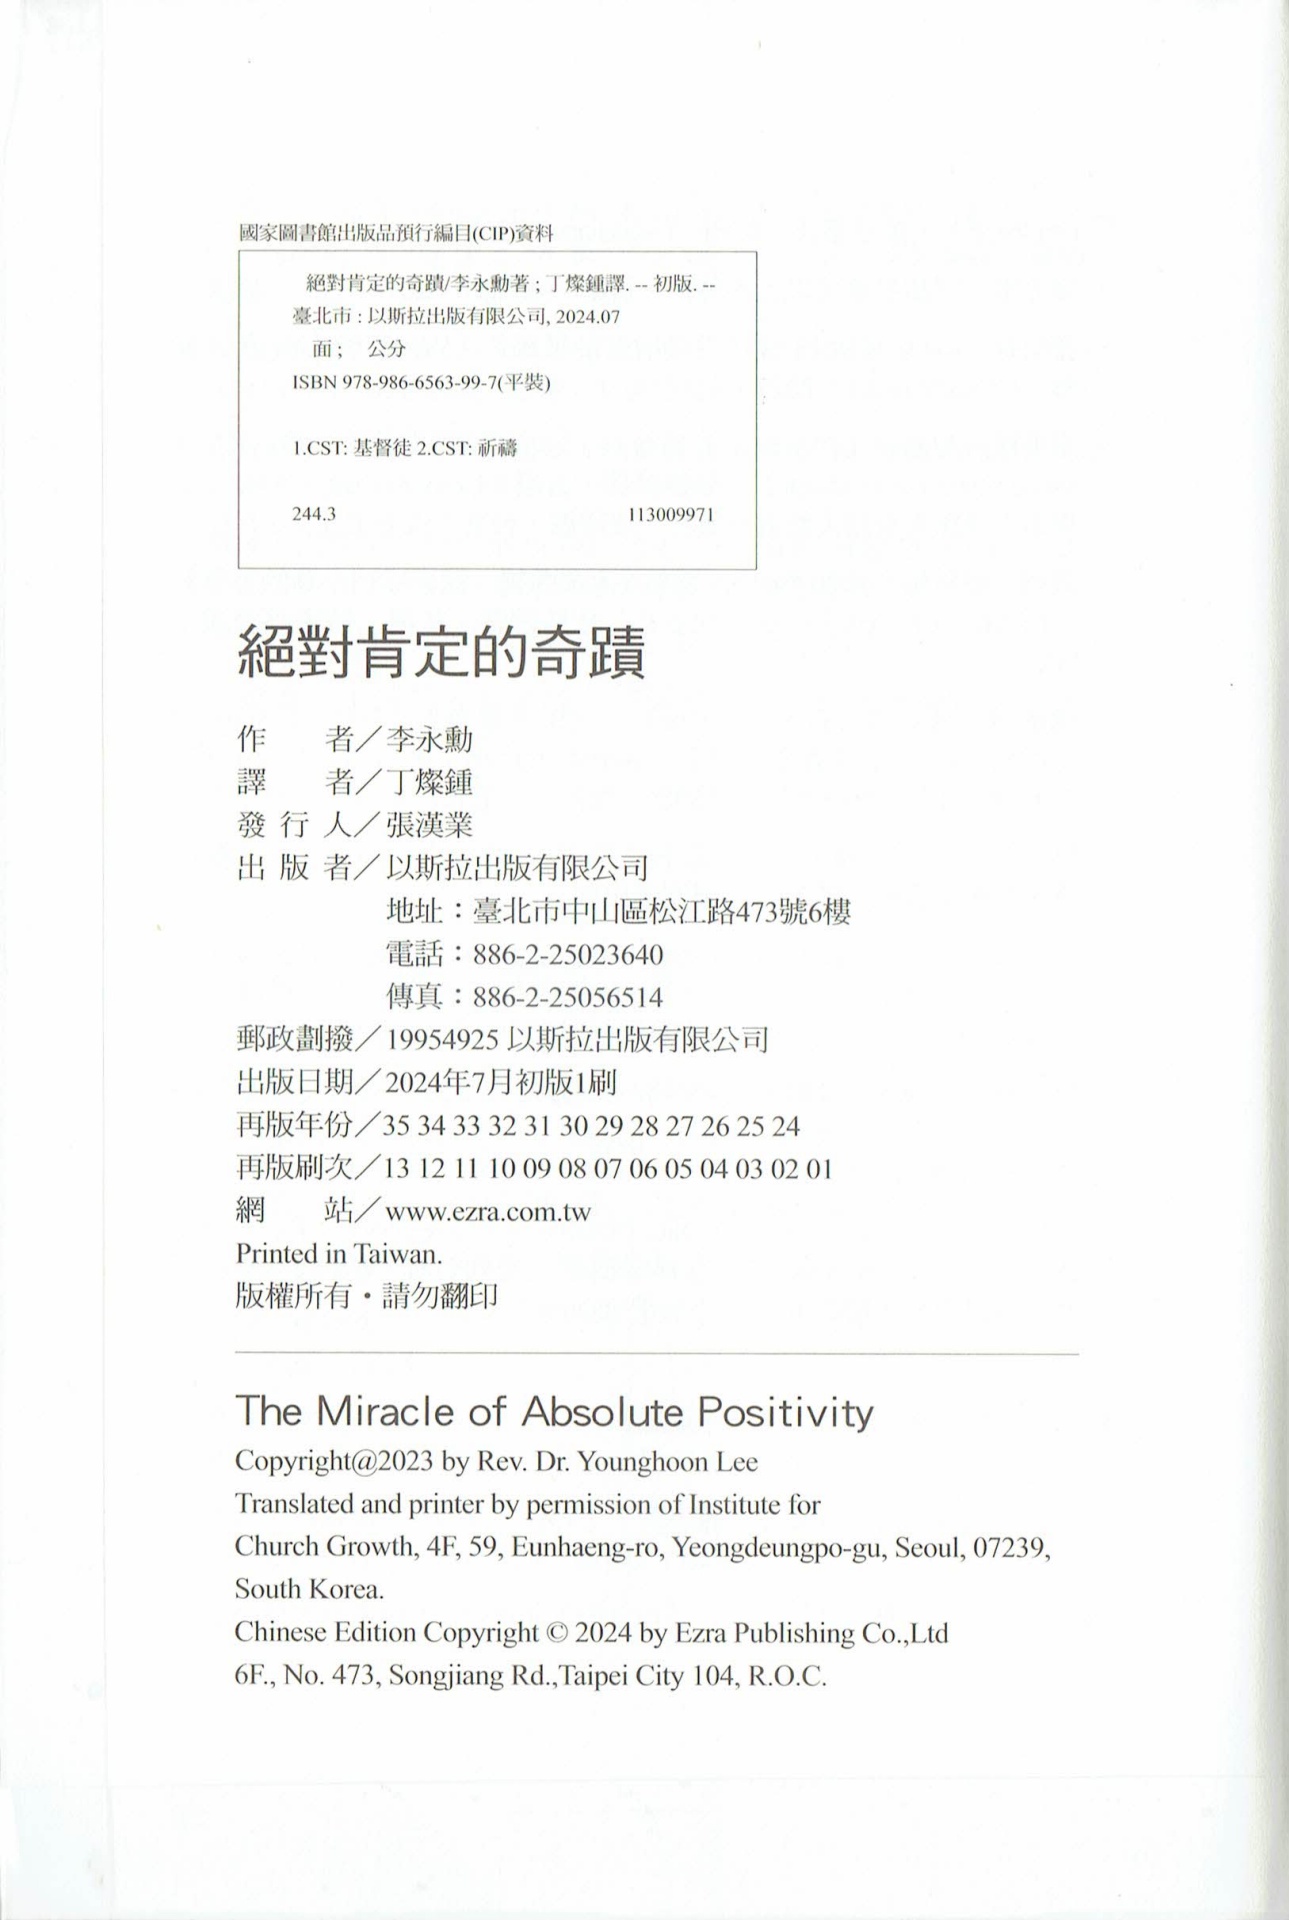 國家圖書館出版品預行編目(CIP)資料
絕對肯定的奇蹟/李永勳著 ; 丁燦鍾譯. -- 初版. --
臺北市 : 以斯拉出版有限公司, 2024.07
面 ; 公分
ISBN 978-986-6563-99-7(平裝)
1.CST: 基督徒 2.CST: 祈禱
244.3 113009971
絕對肯定的奇蹟
作 者／李永勳
譯 者／丁燦鍾
發 行 人／張漢業
出 版 者／以斯拉出版有限公司
地址：臺北市中山區松江路473號6樓
電話：886-2-25023640
傳真：886-2-25056514
郵政劃撥／19954925 以斯拉出版有限公司
出版日期／2024年7月初版1刷
再版年份／35 34 33 32 31 30 29 28 27 26 25 24
再版刷次／13 12 11 10 09 08 07 06 05 04 03 02 01
網 站／www.ezra.com.tw
Printed in Taiwan.
版權所有・請勿翻印
The Miracle of Absolute Positivity
Copyright@2023 by Rev. Dr. Younghoon Lee
Translated and printer by permission of Institute for
Church Growth, 4F, 59, Eunhaeng-ro, Yeongdeungpo-gu, Seoul, 07239,
South Korea.
Chinese Edition Copyright © 2024 by Ezra Publishing Co.,Ltd
6F., No. 473, Songjiang Rd.,Taipei City 104, R.O.C.